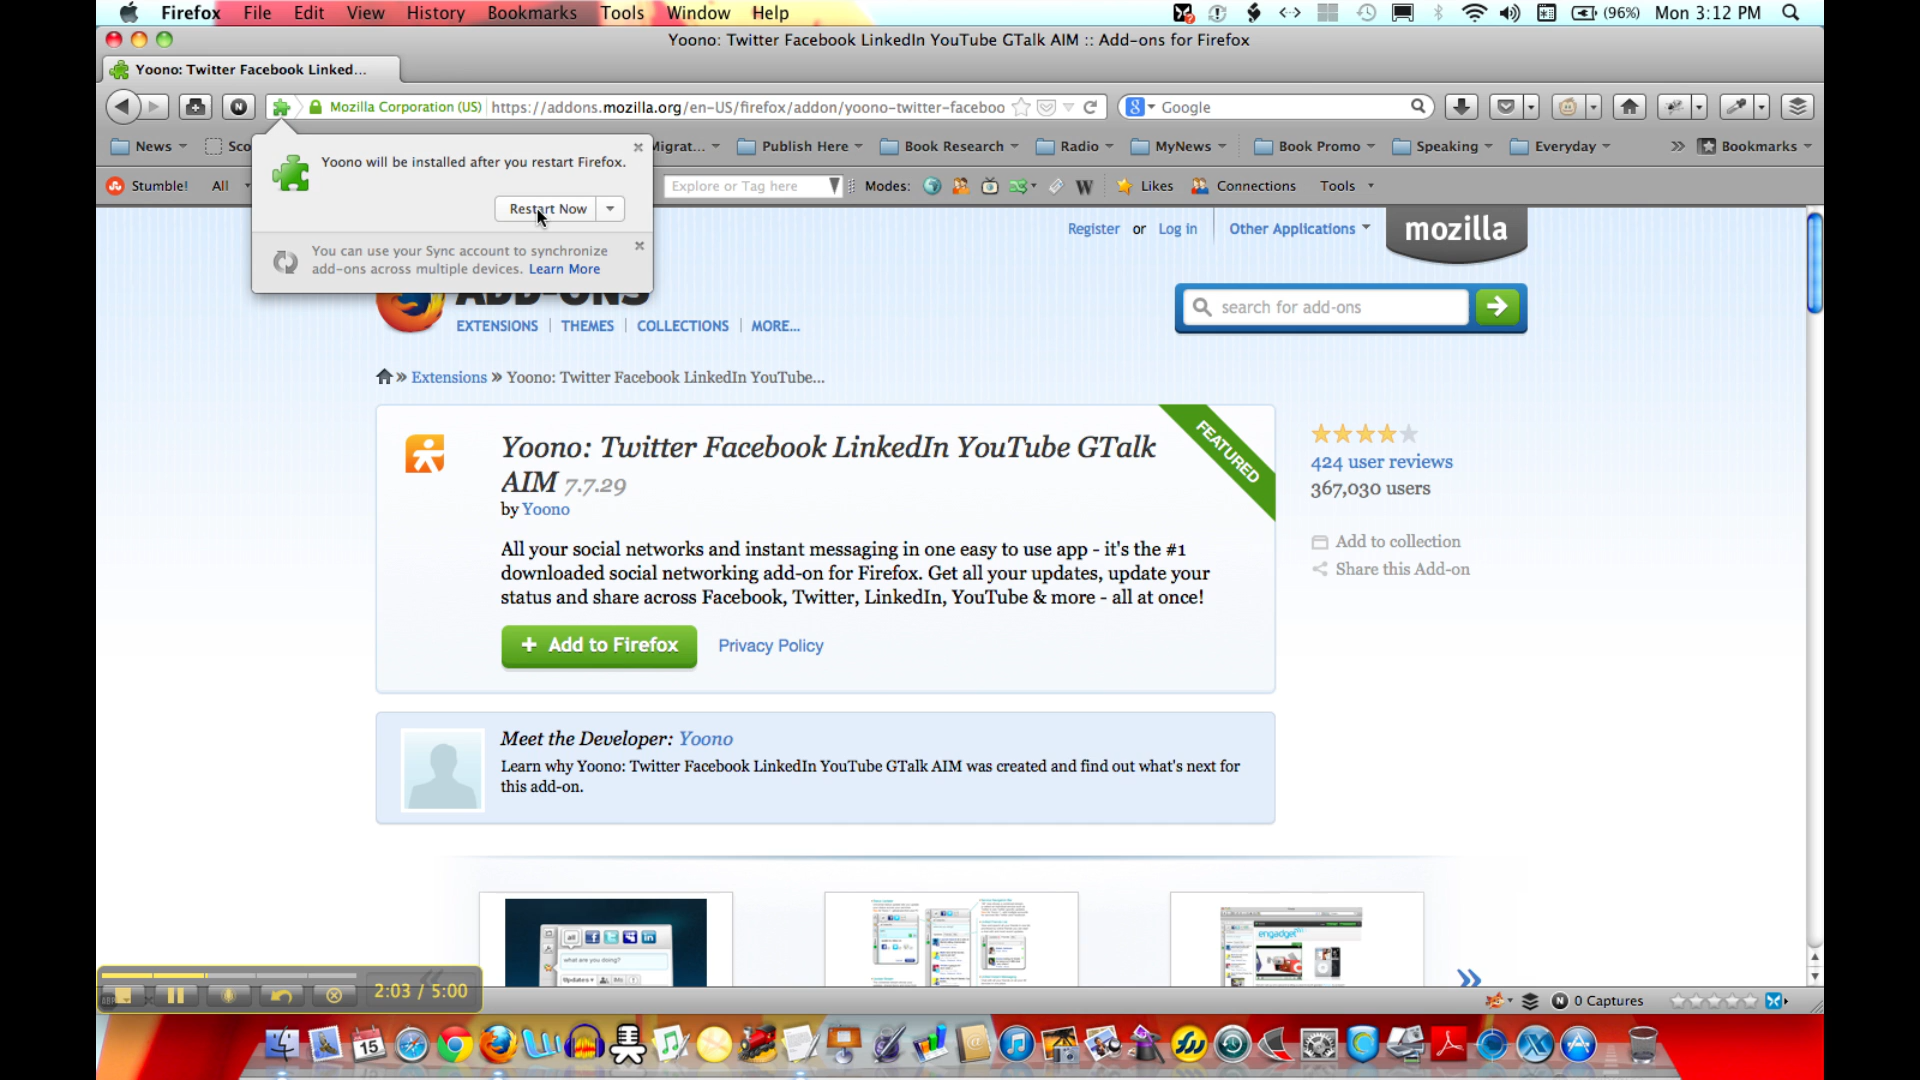 Firefox File Edit View History Bookmarks Tools Window Help (96%) Mon 3:12 PM
Yoono: Twitter Facebook LinkedIn YouTube GTalk AIM :: Add-ons for Firefox
Yoono: Twitter Facebook Linked...
Mozilla Corporation (US) https://addons.mozilla.org/en-US/firefox/addon/yoono-twitter-faceboo Google
News Sco Migrat... Publish Here Book Research Radio MyNews Book Promo Speaking Everyday Bookmarks
Yoono will be installed after you restart Firefox.
Restart Now
You can use your Sync account to synchronize
add-ons across multiple devices. Learn More
Stumble! All Explore or Tag here Modes: W Likes Connections Tools
Register or Log in Other Applications mozilla
ADD-ONS
search for add-ons
EXTENSIONS THEMES COLLECTIONS MORE...
» Extensions » Yoono: Twitter Facebook LinkedIn YouTube...
FEATURED
Yoono: Twitter Facebook LinkedIn YouTube GTalk
AIM 7.7.29
by Yoono
All your social networks and instant messaging in one easy to use app - it's the #1
downloaded social networking add-on for Firefox. Get all your updates, update your
status and share across Facebook, Twitter, LinkedIn, YouTube & more - all at once!
+ Add to Firefox Privacy Policy
424 user reviews
367,030 users
Add to collection
Share this Add-on
Meet the Developer: Yoono
Learn why Yoono: Twitter Facebook LinkedIn YouTube GTalk AIM was created and find out what's next for
this add-on.
all
what are you doing?
Updates
engadget
2:03 / 5:00
0 Captures
15